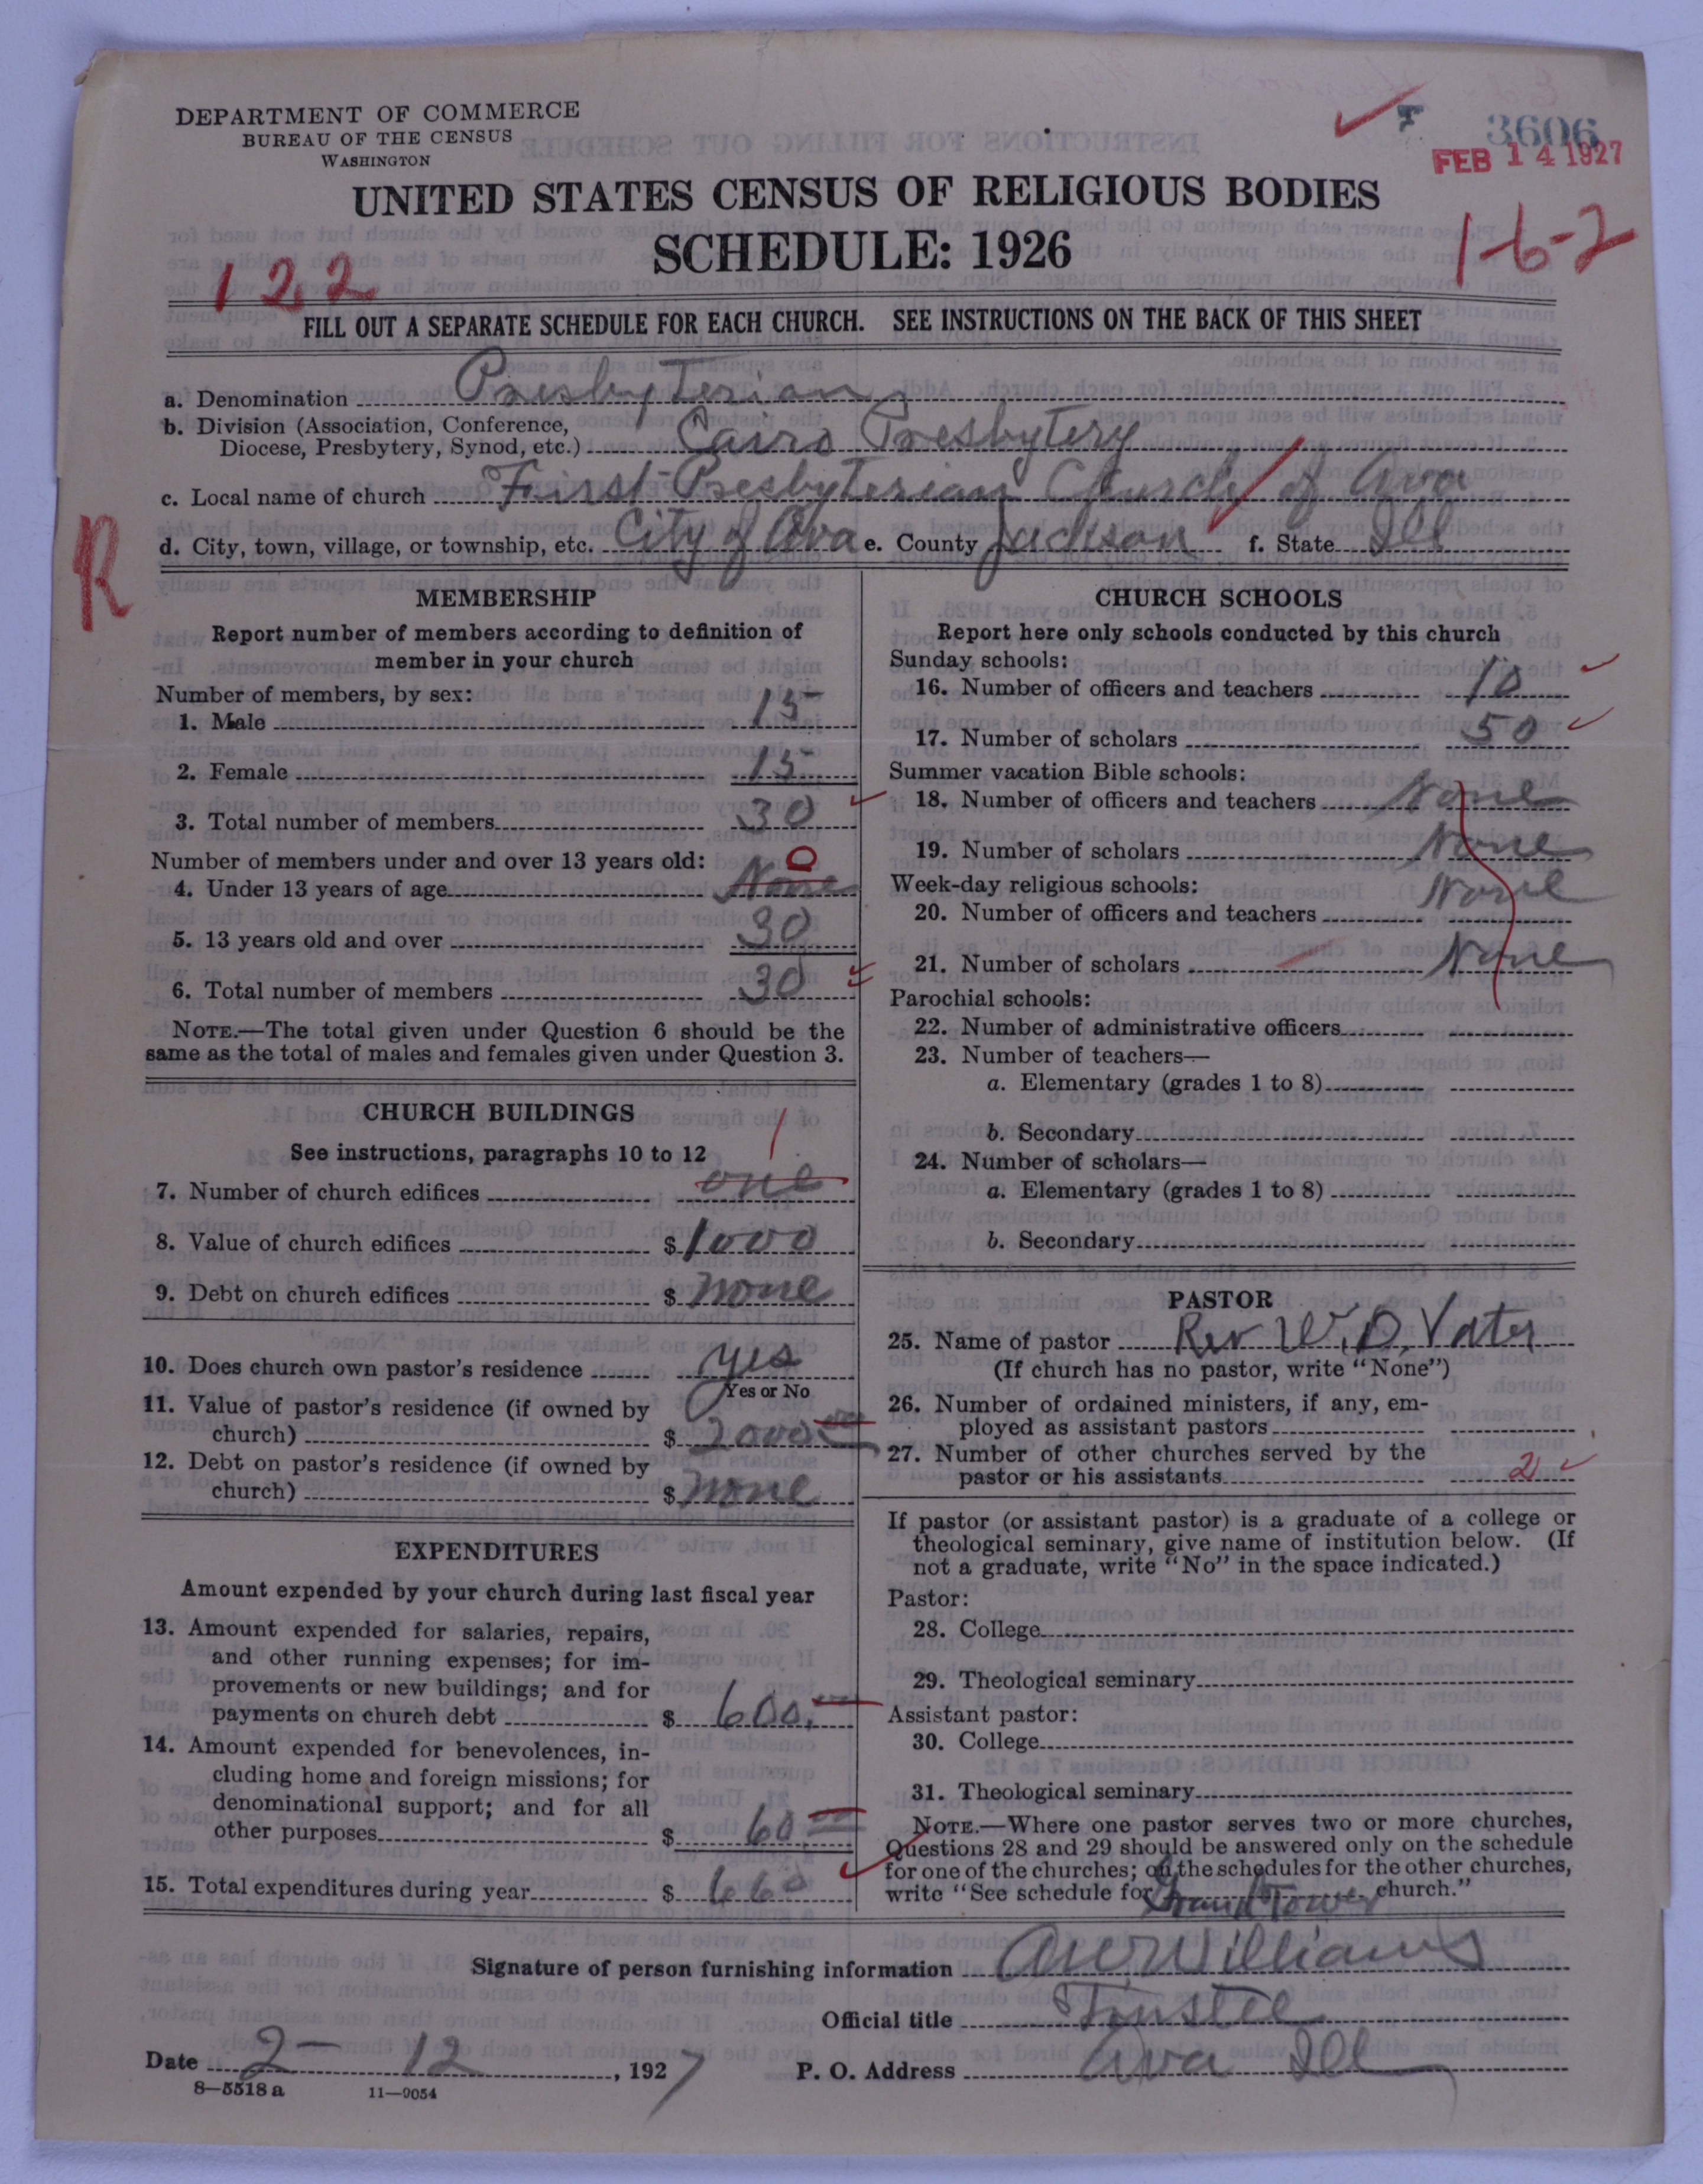 DEPARTMENT OF COMMERCE
BUREAU OF THE CENSUS
WASHINGTON
F 3606
FEB 14 1927
UNITED STATES CENSUS OF RELIGIOUS BODIES
SCHEDULE: 1926
1-6-2
122
FILL OUT A SEPARATE SCHEDULE FOR EACH CHURCH. SEE INSTRUCTIONS ON THE BACK OF THIS SHEET
a. Denomination Presbyterian
b. Division (Association, Conference,
Diocese, Presbytery, Synod, etc.) Cairo Presbytery
c. Local name of church First Presbyterian Church of Ava
d. City, town, village, or township, etc. City of Ava e. County Jackson f. State Ill
R
MEMBERSHIP
Report number of members according to definition of
member in your church
Number of members, by sex:
1. Male 15
2. Female 15
3. Total number of members 30
Number of members under and over 13 years old:
4. Under 13 years of age None 0
5. 13 years old and over 30
6. Total number of members 30
NOTE.—The total given under Question 6 should be the
same as the total of males and females given under Question 3.
CHURCH BUILDINGS
See instructions, paragraphs 10 to 12
7. Number of church edifices one 1
8. Value of church edifices $ 1000
9. Debt on church edifices $ none
10. Does church own pastor's residence yes
Yes or No
11. Value of pastor's residence (if owned by
church) $ 2000 00
12. Debt on pastor's residence (if owned by
church) $ none
EXPENDITURES
Amount expended by your church during last fiscal year
13. Amount expended for salaries, repairs,
and other running expenses; for im-
provements or new buildings; and for
payments on church debt $ 600.
14. Amount expended for benevolences, in-
cluding home and foreign missions; for
denominational support; and for all
other purposes $ 60 00
15. Total expenditures during year $ 660
CHURCH SCHOOLS
Report here only schools conducted by this church
Sunday schools:
16. Number of officers and teachers 10
17. Number of scholars 50
Summer vacation Bible schools:
18. Number of officers and teachers None
19. Number of scholars None
Week-day religious schools:
20. Number of officers and teachers None
21. Number of scholars None
Parochial schools:
22. Number of administrative officers
23. Number of teachers—
a. Elementary (grades 1 to 8)
b. Secondary
24. Number of scholars—
a. Elementary (grades 1 to 8)
b. Secondary
PASTOR
25. Name of pastor Rev W. D. Vater
(If church has no pastor, write "None")
26. Number of ordained ministers, if any, em-
ployed as assistant pastors
27. Number of other churches served by the
pastor or his assistants 2
If pastor (or assistant pastor) is a graduate of a college or
theological seminary, give name of institution below. (If
not a graduate, write "No" in the space indicated.)
Pastor:
28. College
29. Theological seminary
Assistant pastor:
30. College
31. Theological seminary
NOTE.—Where one pastor serves two or more churches,
Questions 28 and 29 should be answered only on the schedule
for one of the churches; on the schedules for the other churches,
write "See schedule for Grand Tower church."
Signature of person furnishing information Williams
Official title Trustee
Date 2-12, 1927 P. O. Address Ava Ill
8—5518 a 11—9054